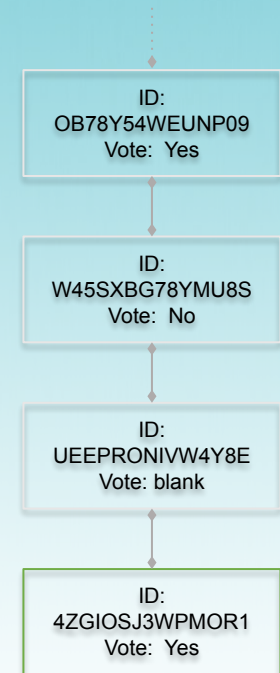 ID:
OB78Y54WEUNP09
Vote:  Yes
ID:
W45SXBG78YMU8S
Vote:  No
ID:
UEEPRONIVW4Y8E
Vote: blank
ID:
4ZGIOSJ3WPMOR1
Vote:  Yes